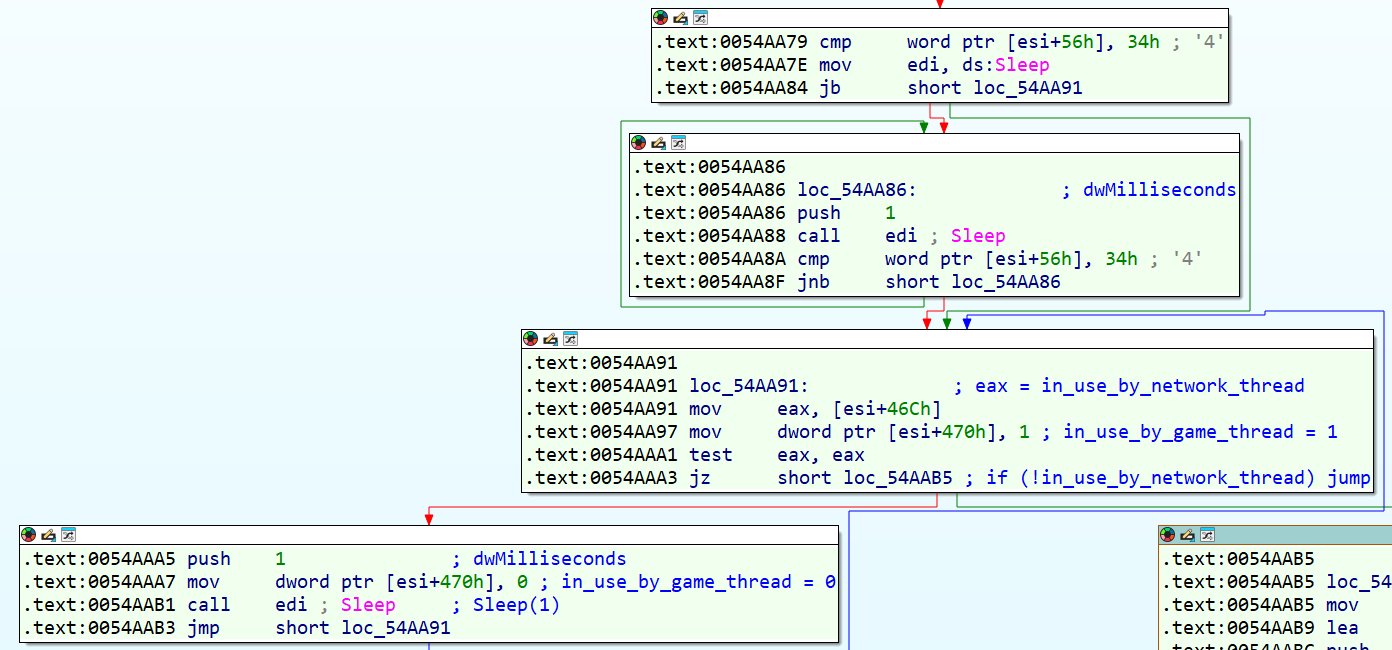 .text:0054AA79 cmp word ptr [esi+56h], 34h ; '4'
.text:0054AA7E mov edi, ds:Sleep
.text:0054AA84 jb short loc_54AA91
.text:0054AA86
.text:0054AA86 loc_54AA86: ; dwMilliseconds
.text:0054AA86 push 1
.text:0054AA88 call edi ; Sleep
.text:0054AA8A cmp word ptr [esi+56h], 34h ; '4'
.text:0054AA8F jnb short loc_54AA86
.text:0054AA91
.text:0054AA91 loc_54AA91: ; eax = in_use_by_network_thread
.text:0054AA91 mov eax, [esi+46Ch]
.text:0054AA97 mov dword ptr [esi+470h], 1 ; in_use_by_game_thread = 1
.text:0054AAA1 test eax, eax
.text:0054AAA3 jz short loc_54AAB5 ; if (!in_use_by_network_thread) jump
.text:0054AAA5 push 1 ; dwMilliseconds
.text:0054AAA7 mov dword ptr [esi+470h], 0 ; in_use_by_game_thread = 0
.text:0054AAB1 call edi ; Sleep ; Sleep(1)
.text:0054AAB3 jmp short loc_54AA91
.text:0054AAB5
.text:0054AAB5 loc_54
.text:0054AAB5 mov
.text:0054AAB9 lea